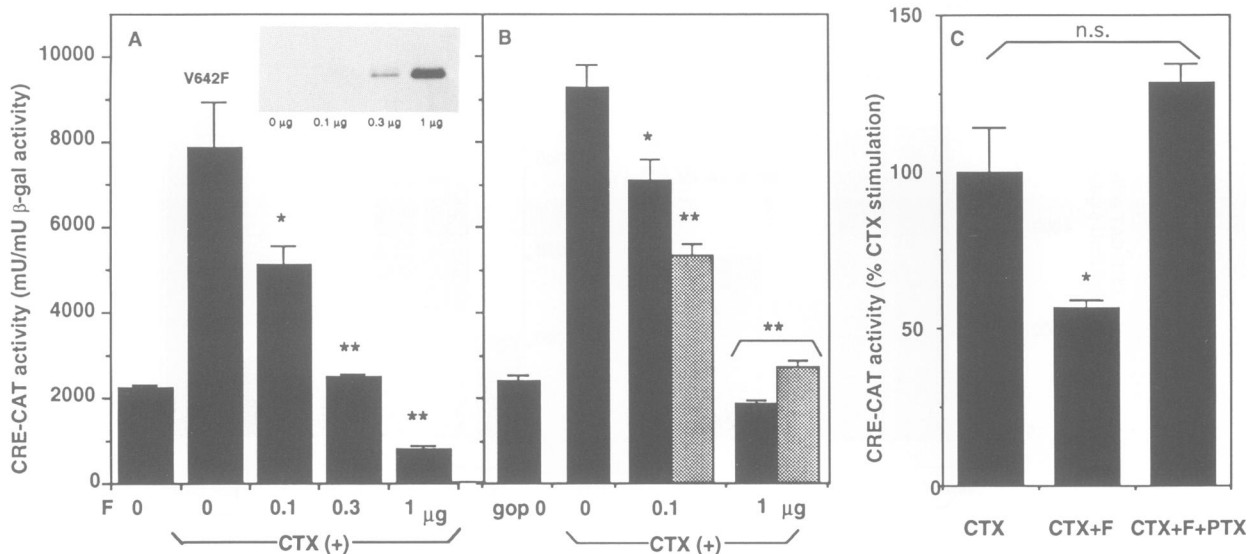 A
CRE-CAT activity (mU/mU β-gal activity)
10000
8000
6000
4000
2000
0
V642F
0 μg 0.1 μg 0.3 μg 1 μg
*
**
**
F 0 0 0.1 0.3 1 μg
CTX (+)
B
*
**
**
gop 0 0 0.1 1 μg
CTX (+)
C
CRE-CAT activity (% CTX stimulation)
150
100
50
0
n.s.
*
CTX CTX+F CTX+F+PTX